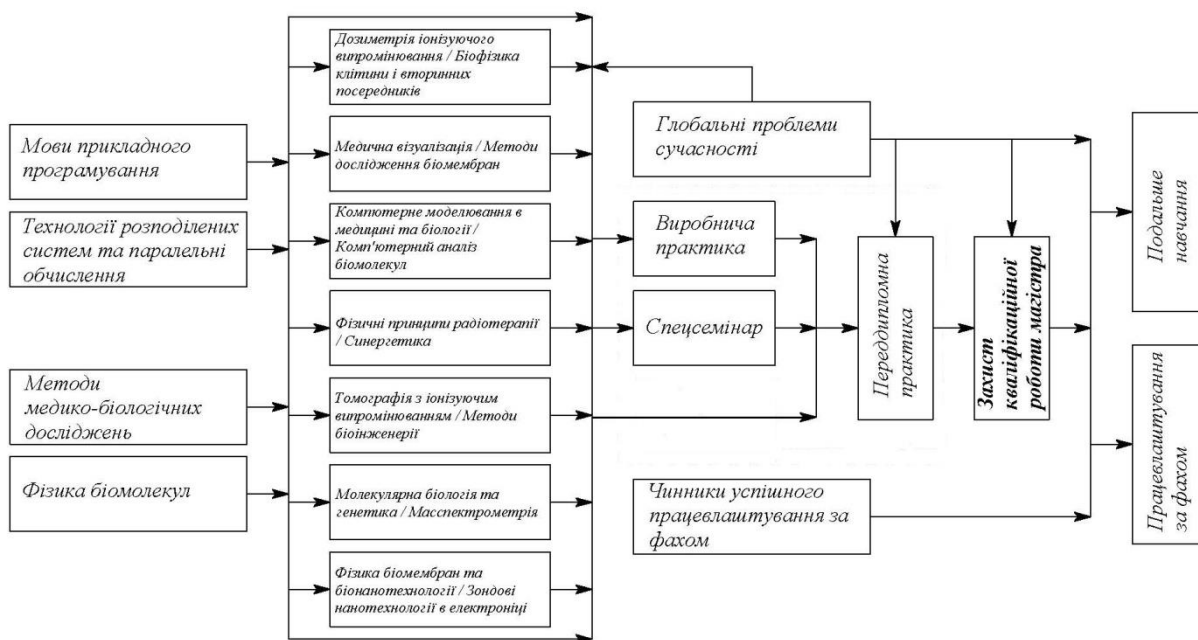 Мови прикладного
програмування
Технології розподілених
систем та паралельні
обчислення
Методи
медико-біологічних
досліджень
Фізика біомолекул
Дозиметрія іонізуючого
випромінювання / Біофізика
клітини і вторинних
посередників
Медична візуалізація / Методи
дослідження біомембран
Компютерне моделювання в
медицині та біології /
Комп'ютерний аналіз
біомолекул
Фізичні принципи радіотерапії
/ Синергетика
Томографія з іонізуючим
випромінюванням / Методи
біоінженерії
Молекулярна біологія та
генетика / Масспектрометрія
Фізика біомембран та
біонанотехнології / Зондові
нанотехнології в електроніці
Глобальні проблеми
сучасності
Виробнича
практика
Спецсемінар
Чинники успішного
працевлаштування за
фахом
Переддипломна
практика
Захист
кваліфікаційної
роботи магістра
Подальше
навчання
Працевлаштування
за фахом